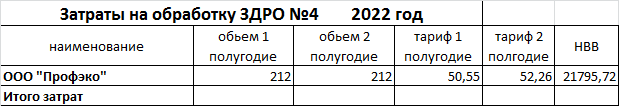 Затраты на обработку ЗДРО №4 2022 год
наименование обьем 1 полугодие обьем 2 полугодие тариф 1 полугодие тариф 2 полгодие НВВ
ООО "Профэко" 212 212 50,55 52,26 21795,72
Итого затрат